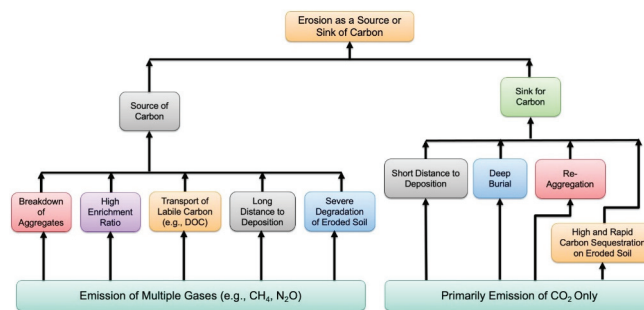 Erosion as a Source or
Sink of Carbon
Source of
Carbon
Sink for
Carbon
Breakdown
of
Aggregates
High
Enrichment
Ratio
Transport of
Labile Carbon
(e.g., DOC)
Long
Distance to
Deposition
Severe
Degradation
of Eroded Soil
Short Distance to
Deposition
Deep
Burial
Re-
Aggregation
High and Rapid
Carbon Sequestration
on Eroded Soil
Emission of Multiple Gases (e.g., CH₄, N₂O)
Primarily Emission of CO₂ Only